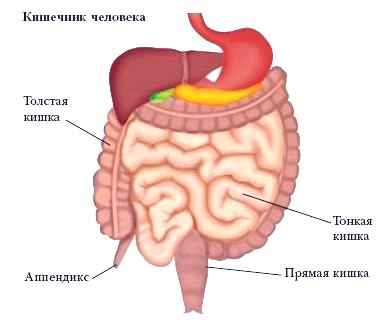 Кишечник человека
Толстая
кишка
Тонкая
кишка
Аппендикс
Прямая кишка